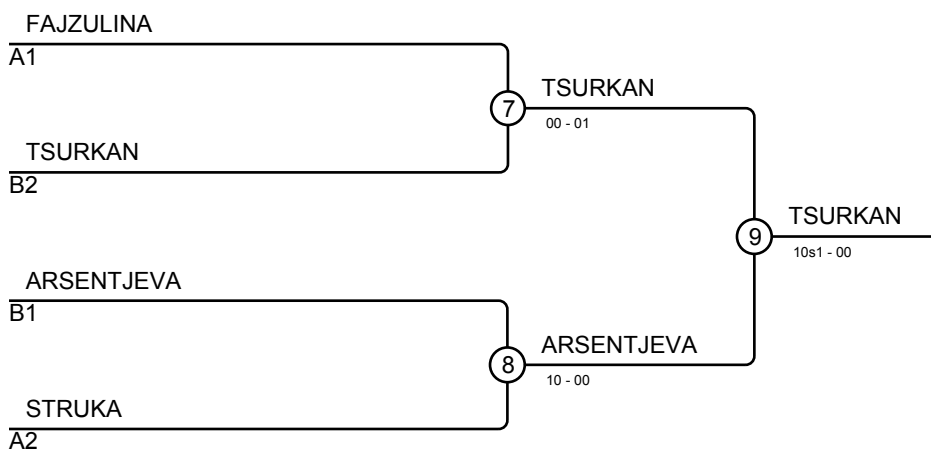 FAJZULINA
A1
7
TSURKAN
00 - 01
TSURKAN
B2
9
TSURKAN
10s1 - 00
ARSENTJEVA
B1
8
ARSENTJEVA
10 - 00
STRUKA
A2